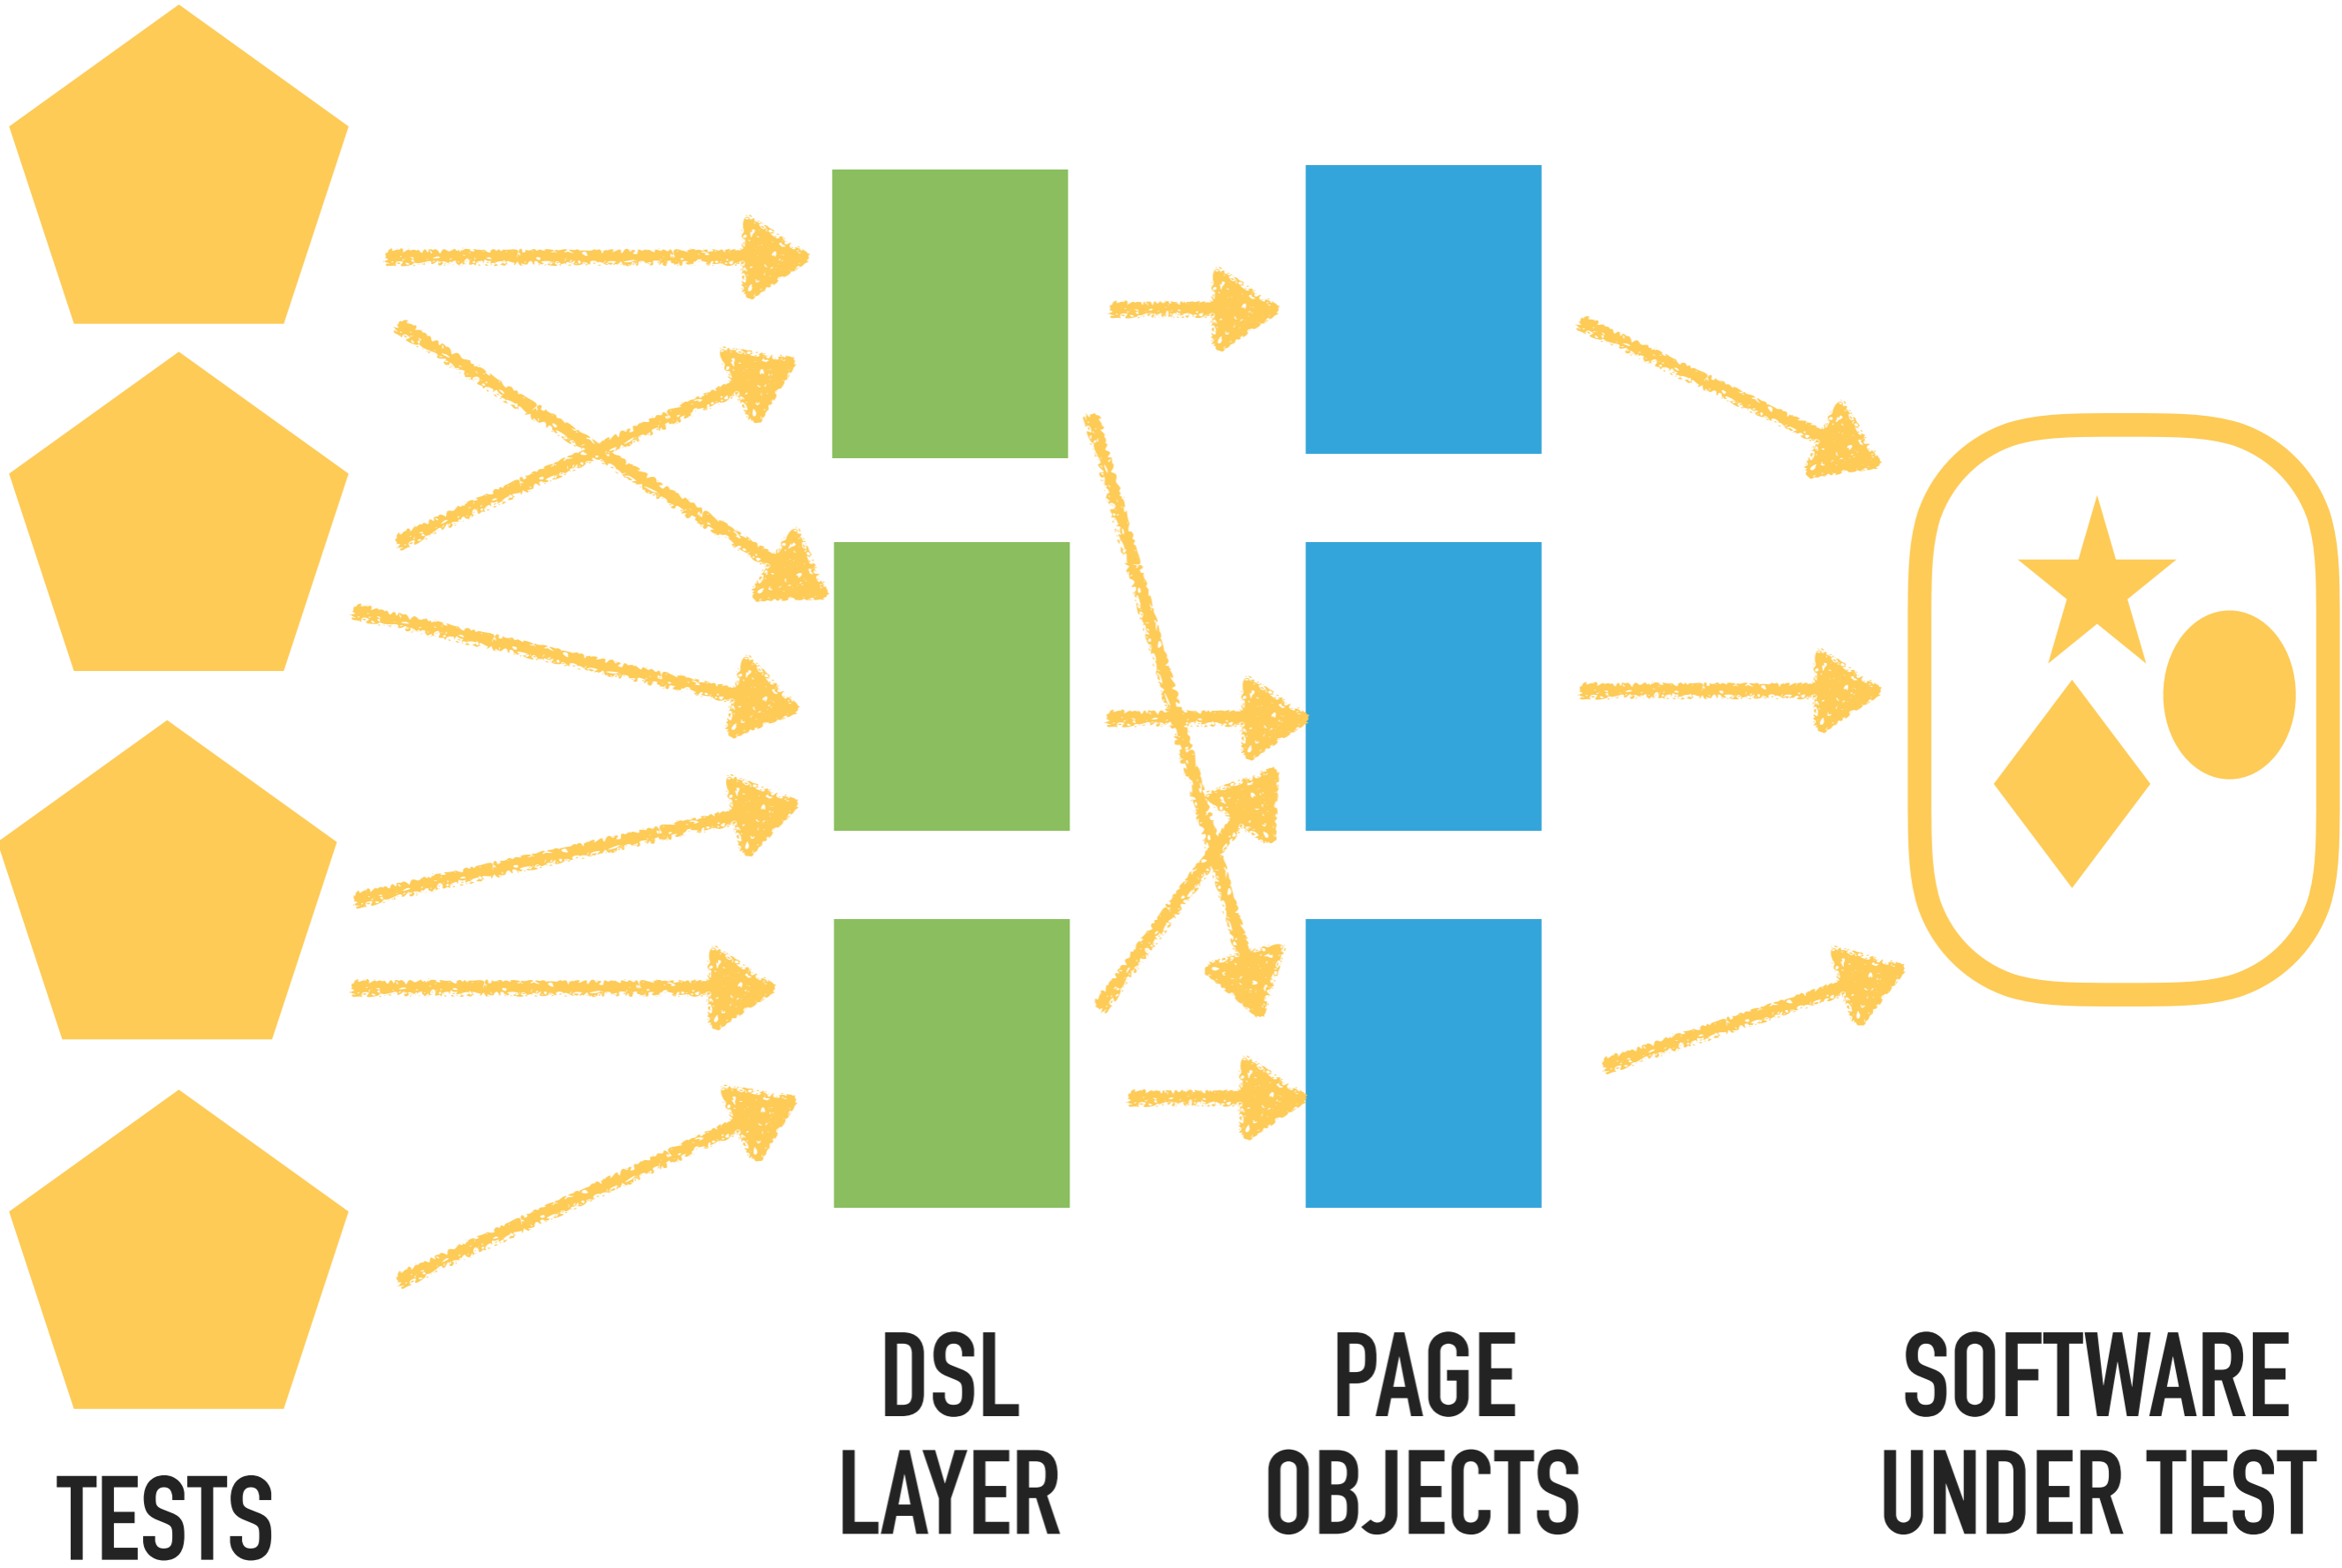 TESTS
DSL
LAYER
PAGE
OBJECTS
SOFTWARE
UNDER TEST